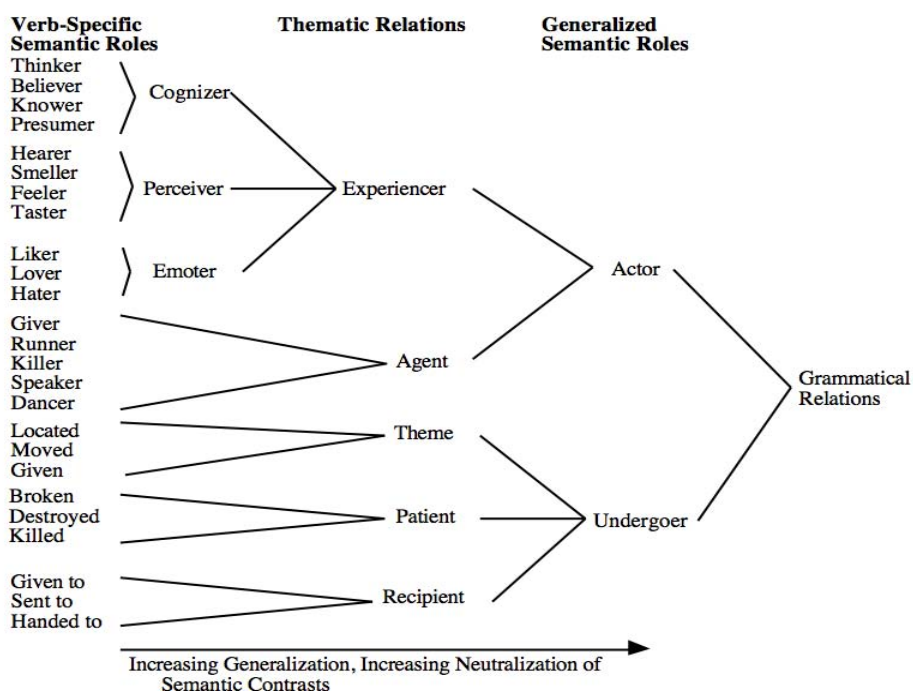 Verb-Specific
Semantic Roles
Thematic Relations
Generalized
Semantic Roles
Thinker
Believer
Knower
Presumer
Cognizer
Hearer
Smeller
Feeler
Taster
Perceiver
Experiencer
Liker
Lover
Hater
Emoter
Actor
Giver
Runner
Killer
Speaker
Dancer
Agent
Grammatical
Relations
Located
Moved
Given
Theme
Broken
Destroyed
Killed
Patient
Undergoer
Given to
Sent to
Handed to
Recipient
Increasing Generalization, Increasing Neutralization of
Semantic Contrasts